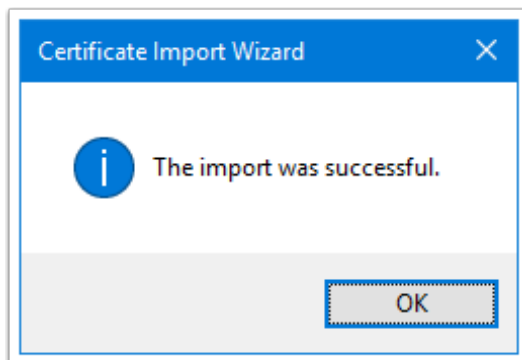 Certificate Import Wizard
The import was successful.
OK